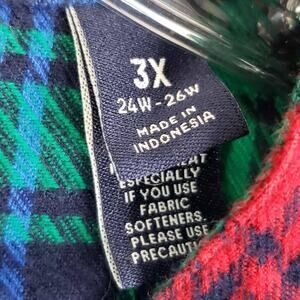 3X
24W-26W
MADE IN
INDONESIA
ESPECIALLY
IF YOU USE
FABRIC
SOFTENERS.
PLEASE USE